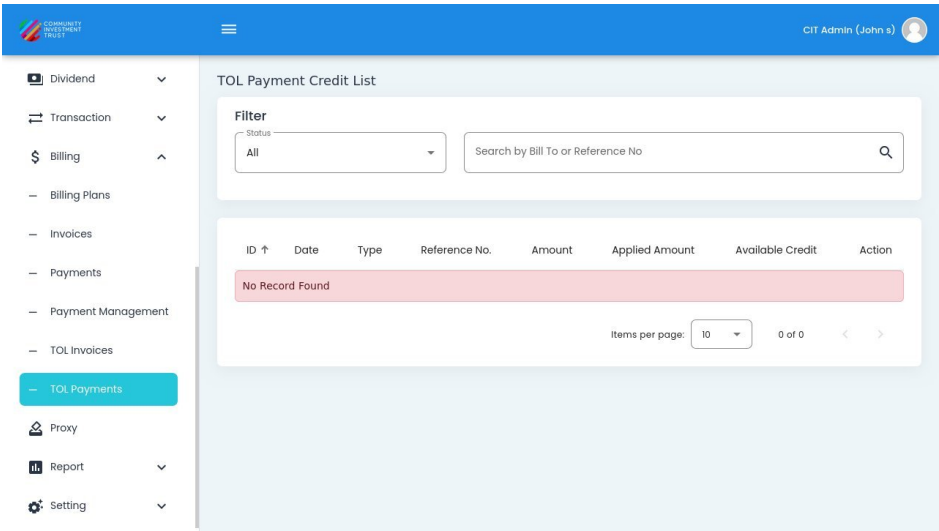 COMMUNITY
INVESTMENT
TRUST
CIT Admin (John s)
Dividend
Transaction
$ Billing
– Billing Plans
– Invoices
– Payments
– Payment Management
– TOL Invoices
– TOL Payments
Proxy
Report
Setting
TOL Payment Credit List
Filter
Status
All
Search by Bill To or Reference No
ID ↑ Date Type Reference No. Amount Applied Amount Available Credit Action
No Record Found
Items per page: 10 0 of 0 < >